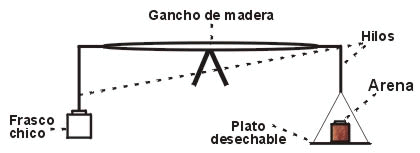 Gancho de madera
Hilos
Arena
Frasco
chico
Plato
desechable